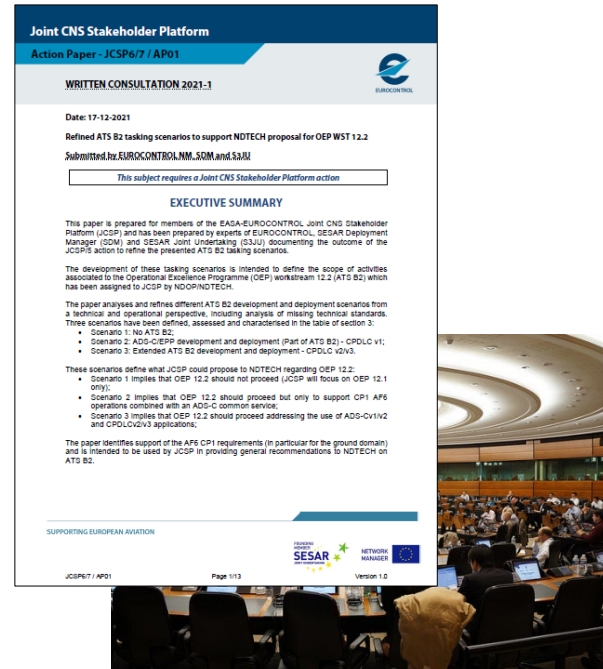 Joint CNS Stakeholder Platform
Action Paper - JCSP6/7 / AP01
WRITTEN CONSULTATION 2021-1
EUROCONTROL
Date: 17-12-2021
Refined ATS B2 tasking scenarios to support NDTECH proposal for OEP WST 12.2
Submitted by EUROCONTROL NM, SDM and S3JU
This subject requires a Joint CNS Stakeholder Platform action
EXECUTIVE SUMMARY
This paper is prepared for members of the EASA-EUROCONTROL Joint CNS Stakeholder
Platform (JCSP) and has been prepared by experts of EUROCONTROL, SESAR Deployment
Manager (SDM) and SESAR Joint Undertaking (S3JU) documenting the outcome of the
JCSP/5 action to refine the presented ATS B2 tasking scenarios.
The development of these tasking scenarios is intended to define the scope of activities
associated to the Operational Excellence Programme (OEP) workstream 12.2 (ATS B2) which
has been assigned to JCSP by NDOP/NDTECH.
The paper analyses and refines different ATS B2 development and deployment scenarios from
a technical and operational perspective, including analysis of missing technical standards.
Three scenarios have been defined, assessed and characterised in the table of section 3:
• Scenario 1: No ATS B2;
• Scenario 2: ADS-C/EPP development and deployment (Part of ATS B2) - CPDLC v1;
• Scenario 3: Extended ATS B2 development and deployment - CPDLC v2/v3.
These scenarios define what JCSP could propose to NDTECH regarding OEP 12.2:
• Scenario 1 implies that OEP 12.2 should not proceed (JCSP will focus on OEP 12.1
only);
• Scenario 2 implies that OEP 12.2 should proceed but only to support CP1 AF6
operations combined with an ADS-C common service;
• Scenario 3 implies that OEP 12.2 should proceed addressing the use of ADS-Cv1/v2
and CPDLCv2/v3 applications;
The paper identifies support of the AF6 CP1 requirements (in particular for the ground domain)
and is intended to be used by JCSP in providing general recommendations to NDTECH on
ATS B2.
SUPPORTING EUROPEAN AVIATION
FOUNDING
MEMBER
SESAR
JOINT UNDERTAKING
NETWORK
MANAGER
JCSP6/7 / AP01
Page 1/13
Version 1.0